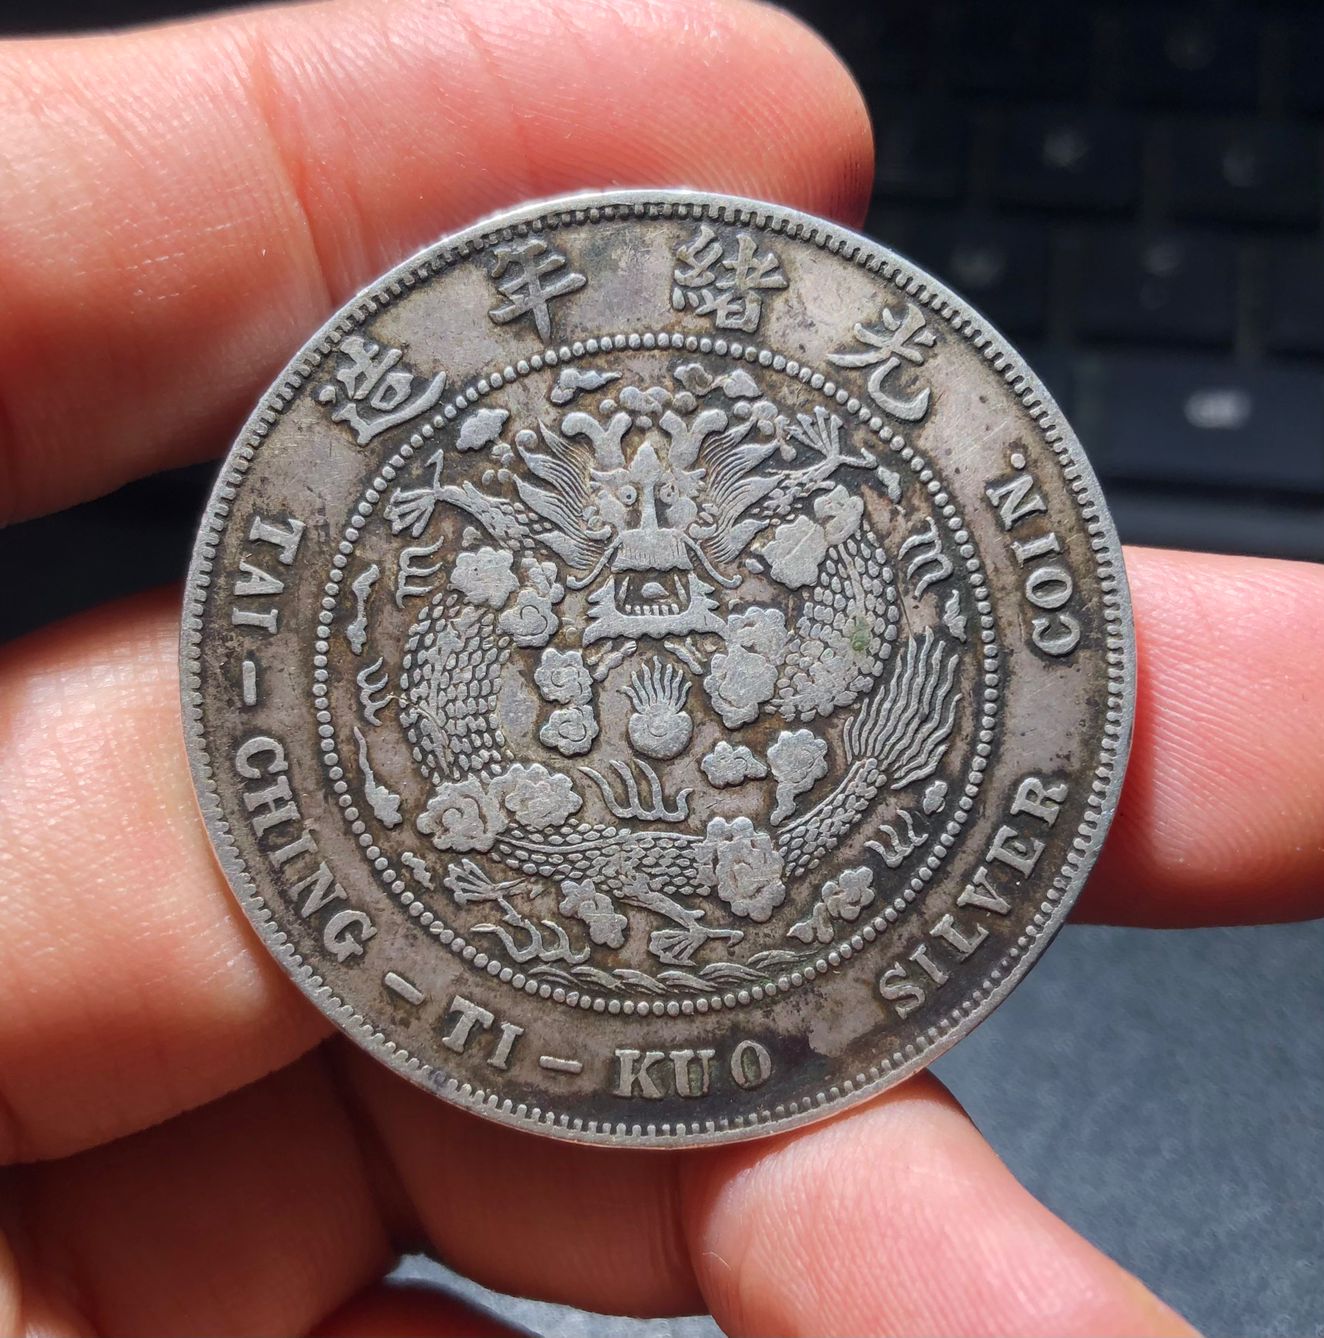 光緒年造
TAI-CHING-TI-KUO SILVER COIN.